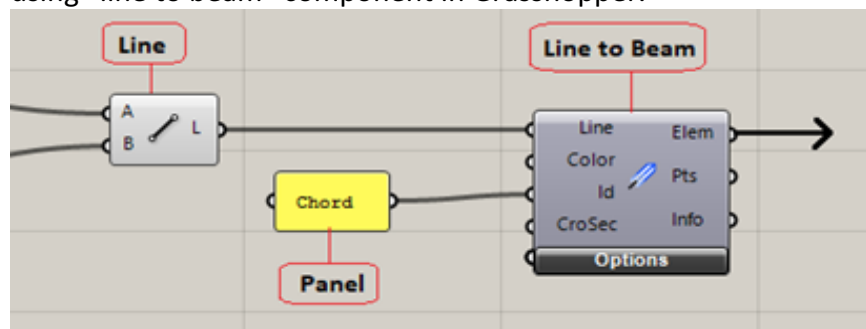 using "line to beam" component in Grasshopper.
Line
Line to Beam
A
B
L
Line
Color
Id
CroSec
Elem
Pts
Info
Options
Chord
Panel